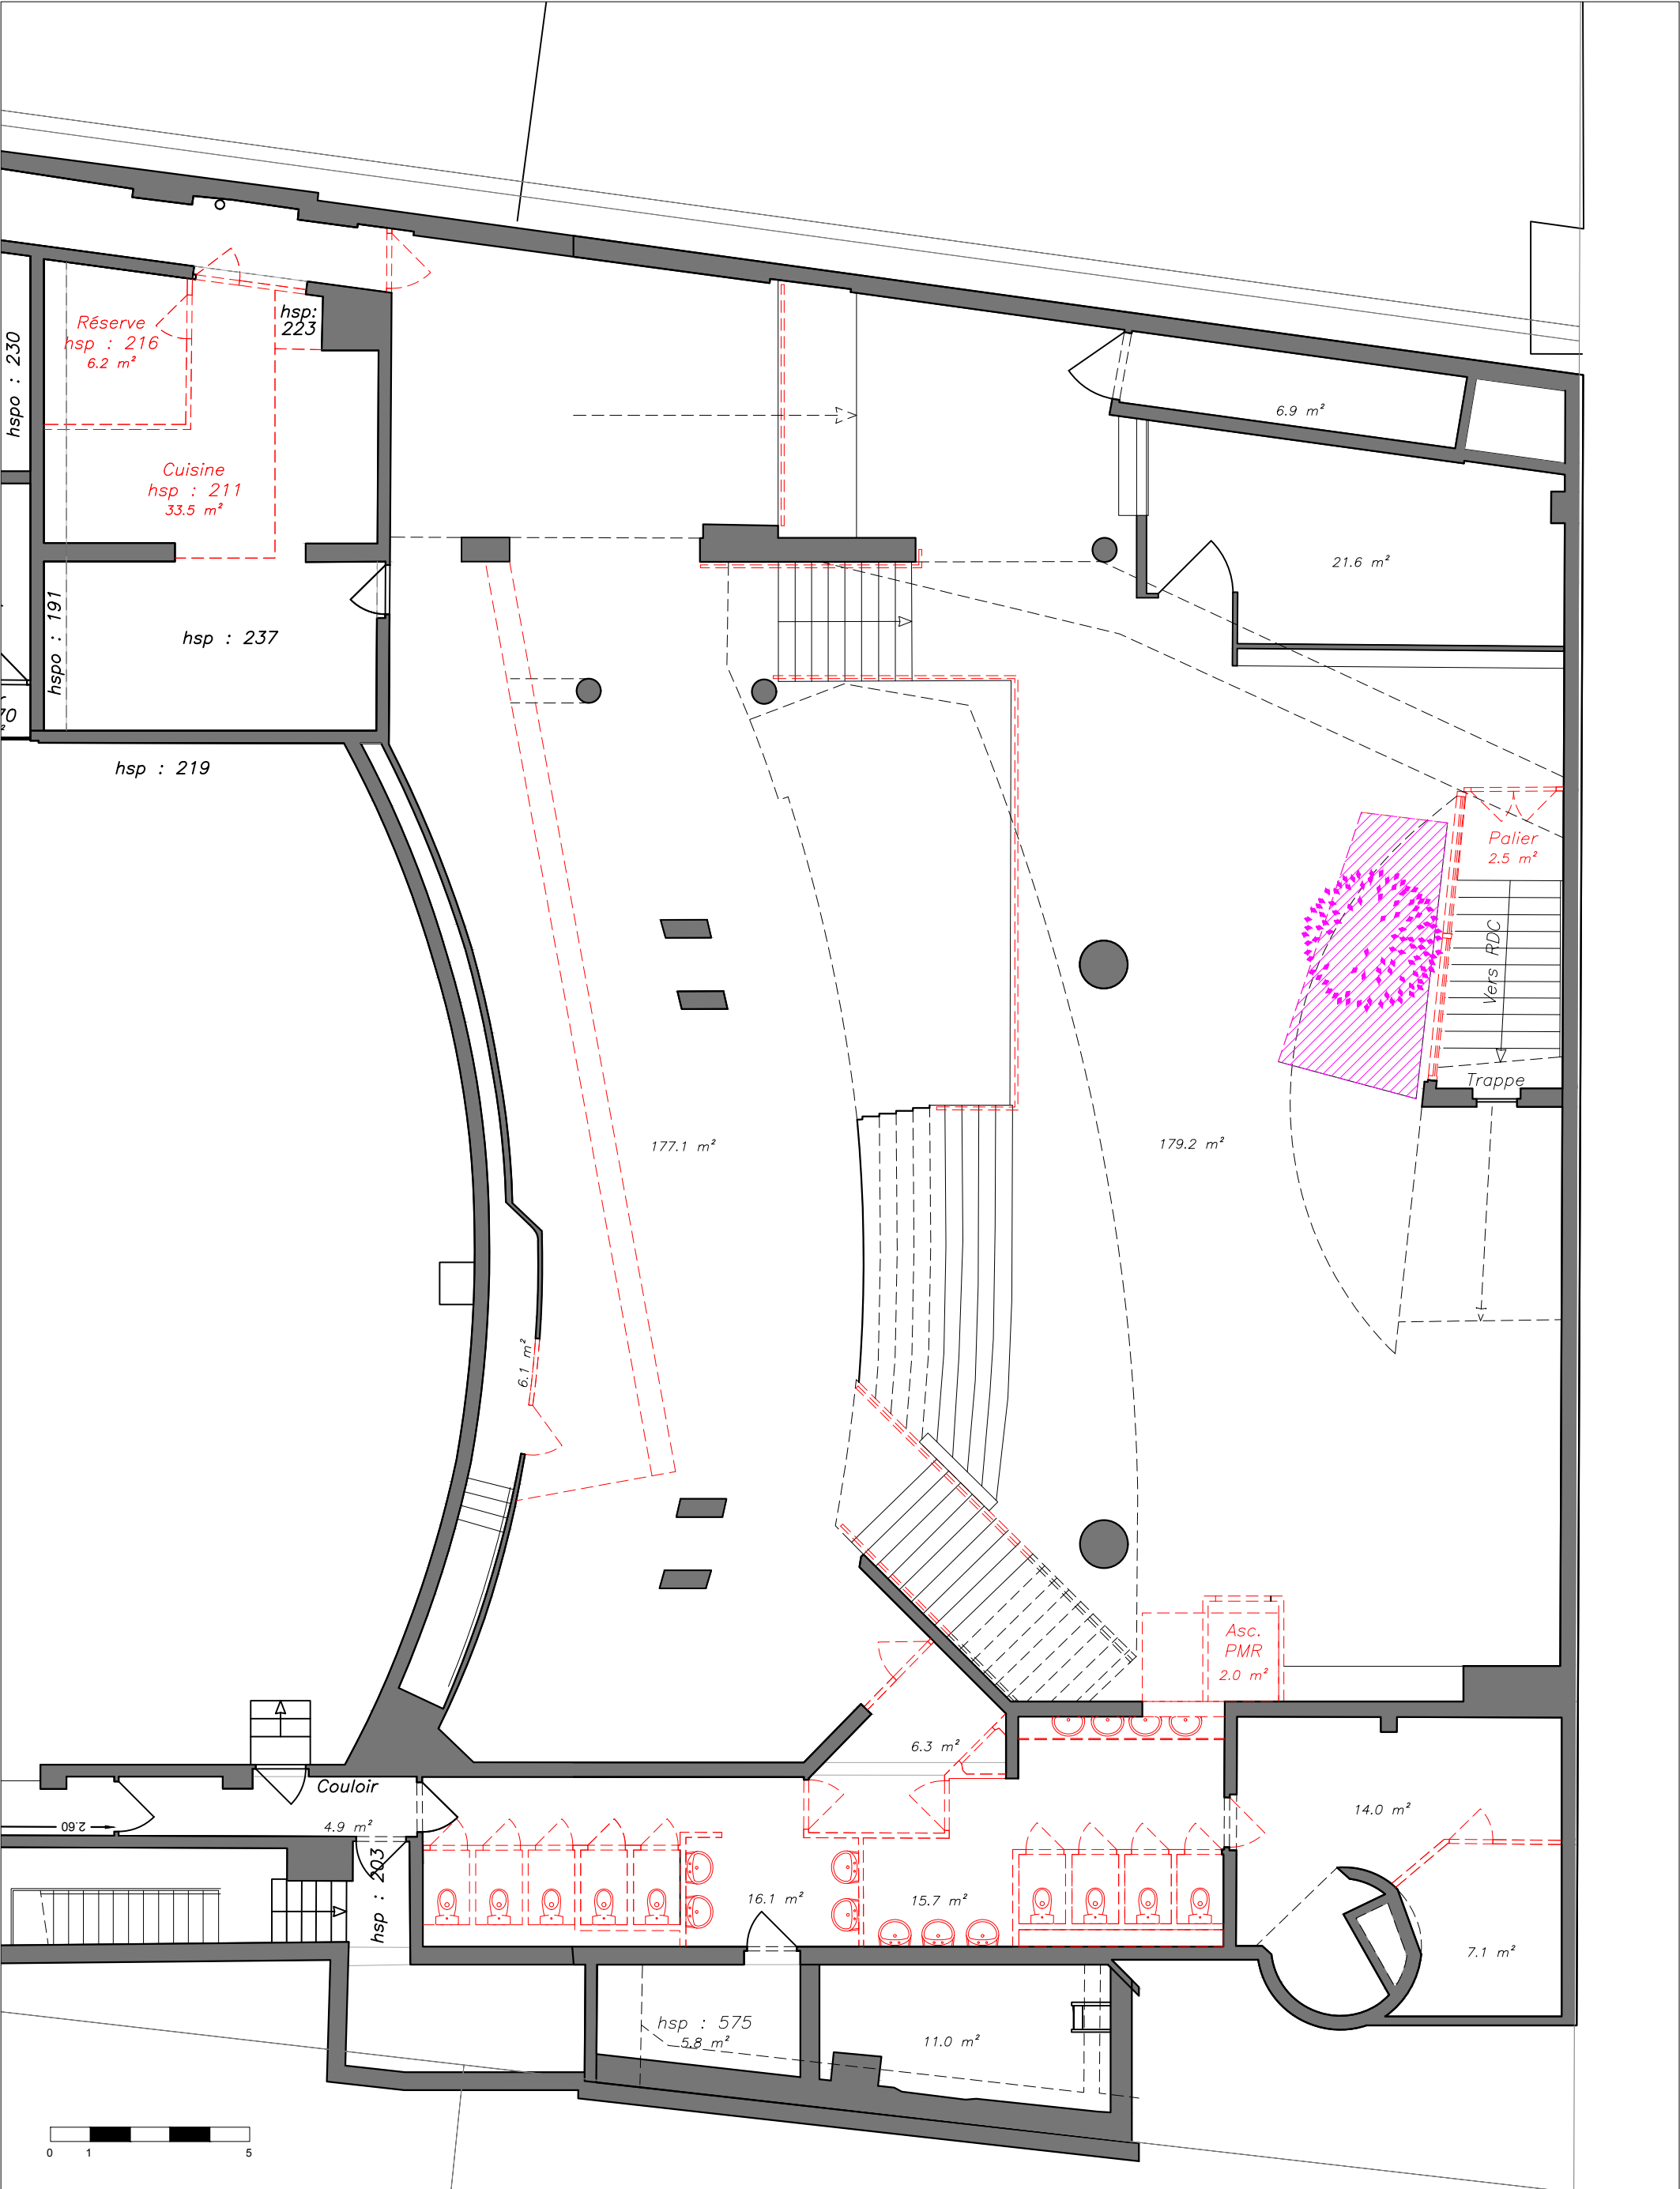 hsp:
223
Réserve
hsp : 216
6.2 m²
hspo : 230
6.9 m²
Cuisine
hsp : 211
33.5 m²
21.6 m²
hspo : 191
hsp : 237
70
hsp : 219
Palier
2.5 m²
Vers RDC
Trappe
177.1 m²
179.2 m²
6.1 m²
Asc.
PMR
2.0 m²
6.3 m²
Couloir
4.9 m²
2.60
14.0 m²
hsp : 203
16.1 m²
15.7 m²
7.1 m²
hsp : 575
5.8 m²
11.0 m²
0 1 5